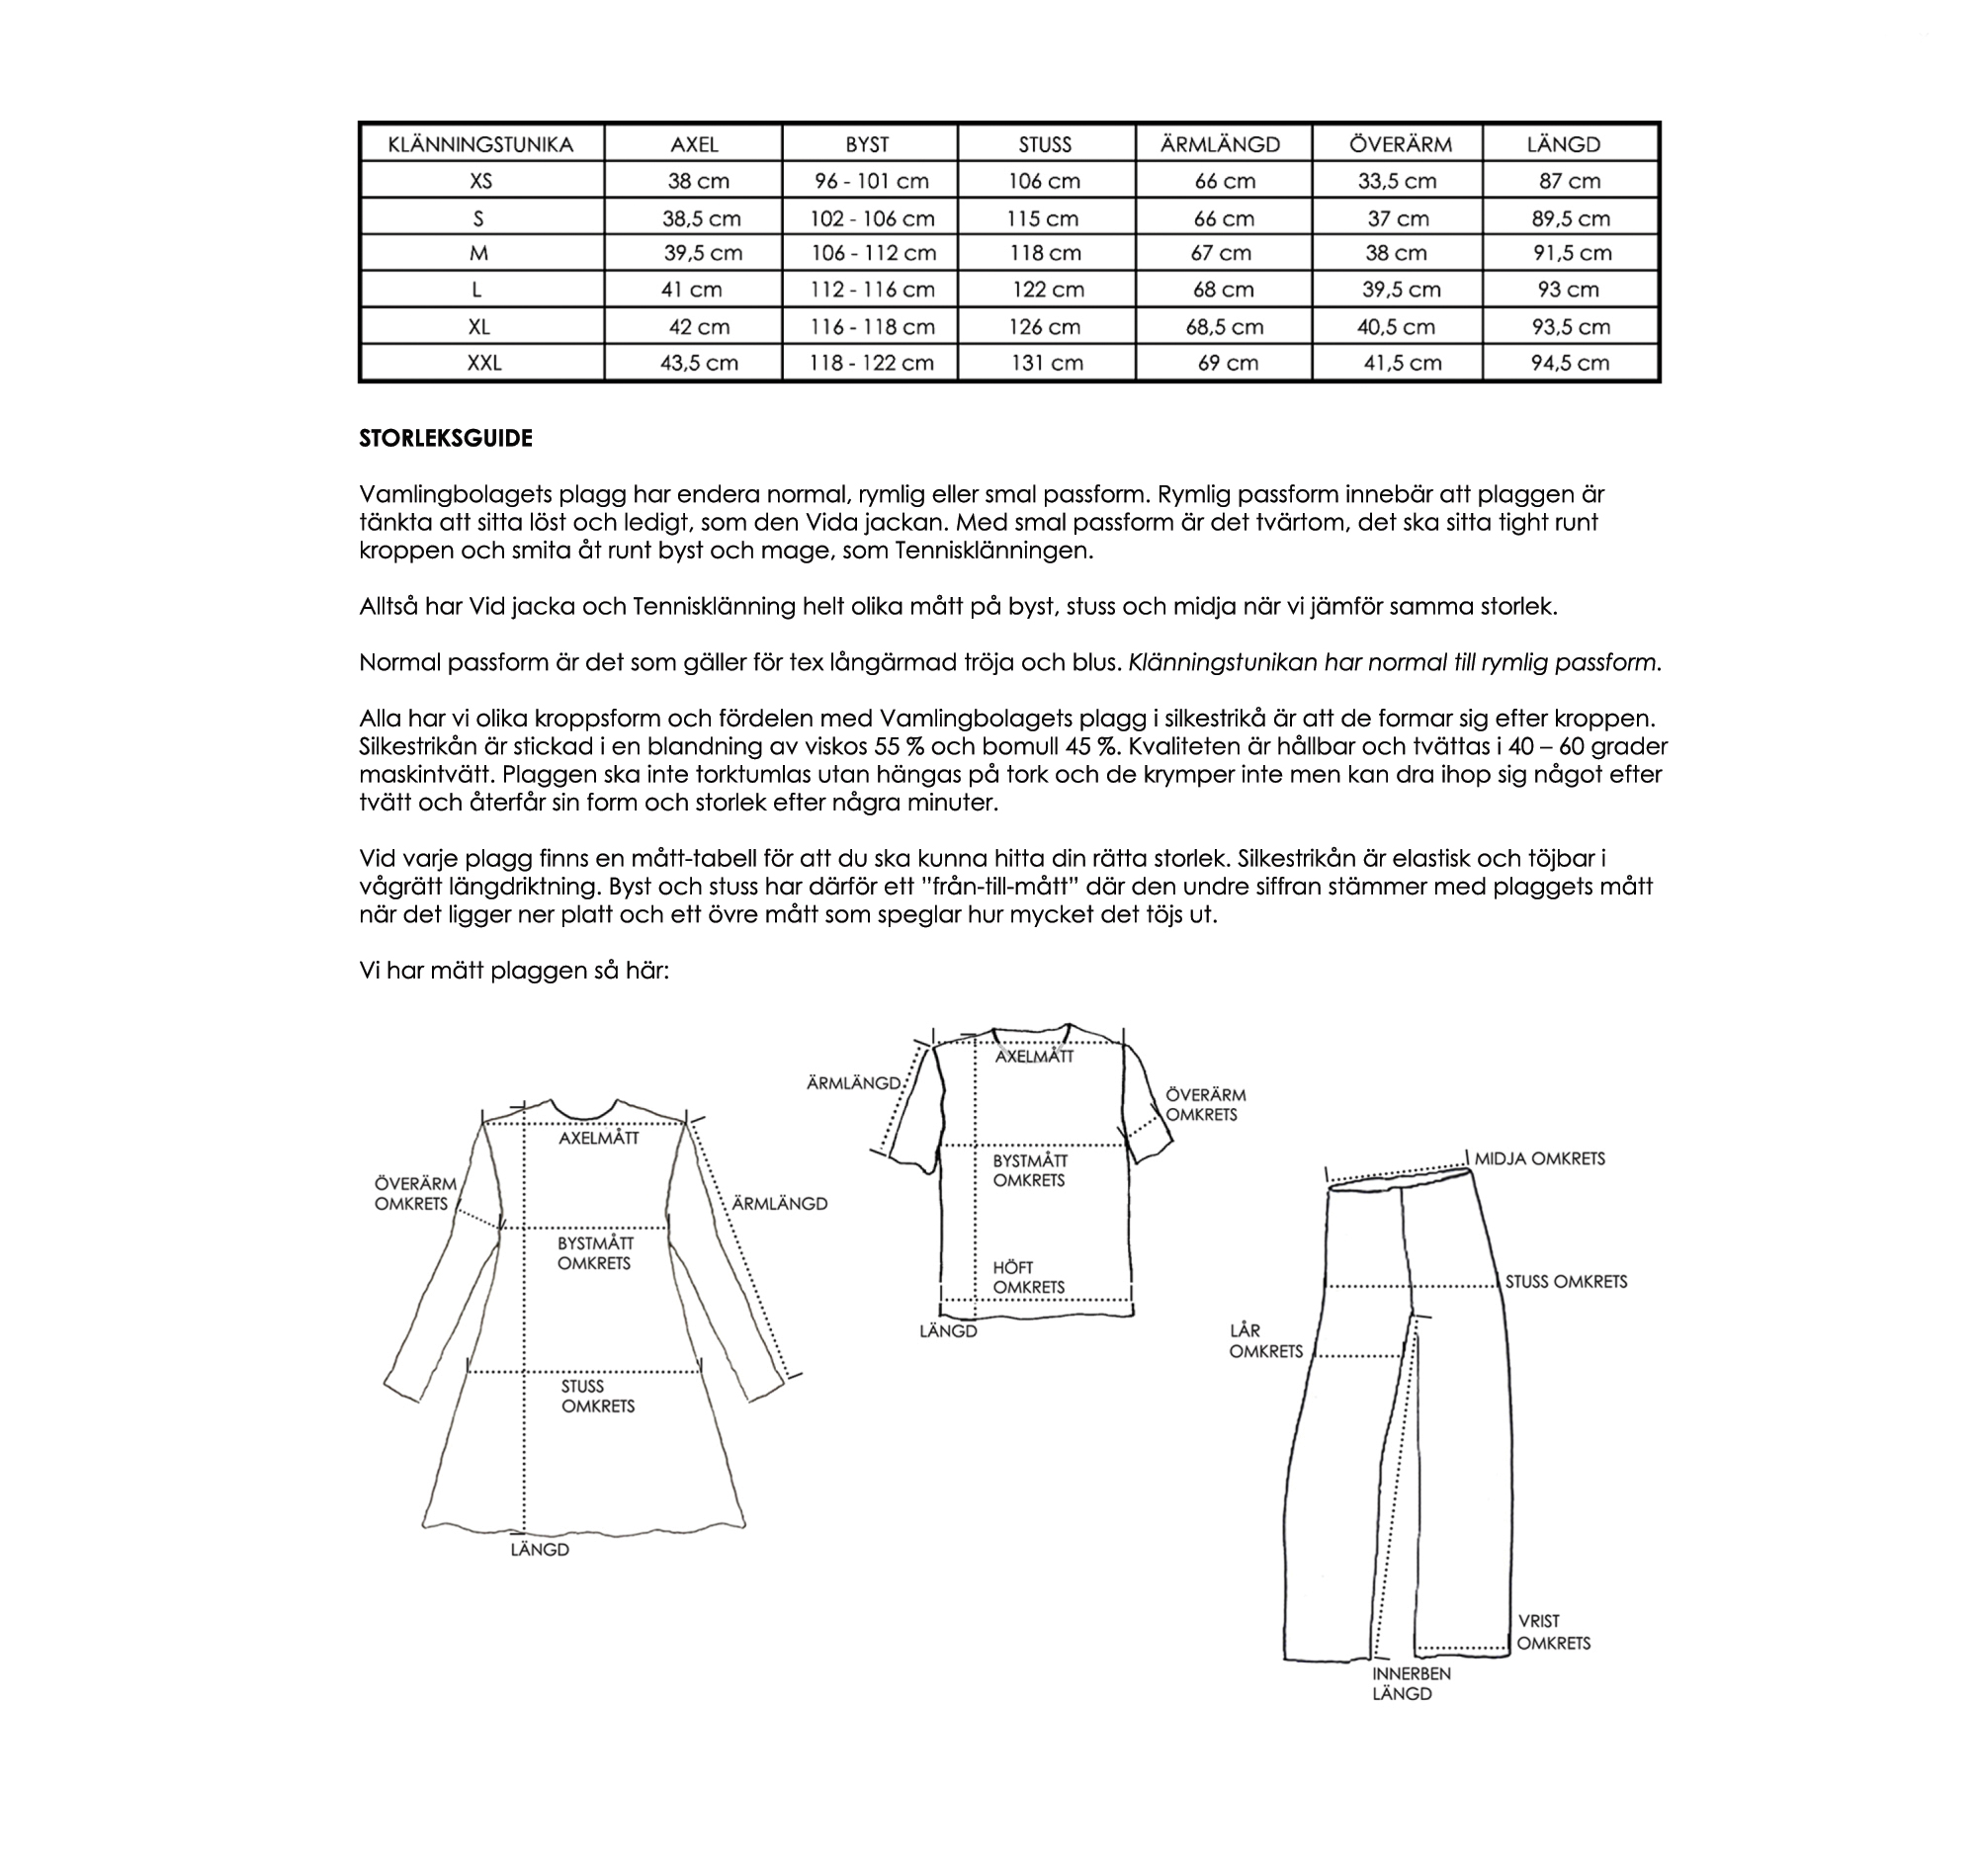 KLÄNNINGSTUNIKA AXEL BYST STUSS ÄRMLÄNGD ÖVERÄRM LÄNGD
XS 38 cm 96 - 101 cm 106 cm 66 cm 33,5 cm 87 cm
S 38,5 cm 102 - 106 cm 115 cm 66 cm 37 cm 89,5 cm
M 39,5 cm 106 - 112 cm 118 cm 67 cm 38 cm 91,5 cm
L 41 cm 112 - 116 cm 122 cm 68 cm 39,5 cm 93 cm
XL 42 cm 116 - 118 cm 126 cm 68,5 cm 40,5 cm 93,5 cm
XXL 43,5 cm 118 - 122 cm 131 cm 69 cm 41,5 cm 94,5 cm
STORLEKSGUIDE
Vamlingbolagets plagg har endera normal, rymlig eller smal passform. Rymlig passform innebär att plaggen är
tänkta att sitta löst och ledigt, som den Vida jackan. Med smal passform är det tvärtom, det ska sitta tight runt
kroppen och smita åt runt byst och mage, som Tennisklänningen.
Alltså har Vid jacka och Tennisklänning helt olika mått på byst, stuss och midja när vi jämför samma storlek.
Normal passform är det som gäller för tex långärmad tröja och blus. Klänningstunikan har normal till rymlig passform.
Alla har vi olika kroppsform och fördelen med Vamlingbolagets plagg i silkestrikå är att de formar sig efter kroppen.
Silkestrikån är stickad i en blandning av viskos 55 % och bomull 45 %. Kvaliteten är hållbar och tvättas i 40 – 60 grader
maskintvätt. Plaggen ska inte torktumlas utan hängas på tork och de krymper inte men kan dra ihop sig något efter
tvätt och återfår sin form och storlek efter några minuter.
Vid varje plagg finns en mått-tabell för att du ska kunna hitta din rätta storlek. Silkestrikån är elastisk och töjbar i
vågrätt längdriktning. Byst och stuss har därför ett ”från-till-mått” där den undre siffran stämmer med plaggets mått
när det ligger ner platt och ett övre mått som speglar hur mycket det töjs ut.
Vi har mätt plaggen så här:
AXELMÅTT
ÖVERÄRM
OMKRETS
ÄRMLÄNGD
BYSTMÅTT
OMKRETS
STUSS
OMKRETS
LÄNGD
AXELMÅTT
ÄRMLÄNGD
ÖVERÄRM
OMKRETS
BYSTMÅTT
OMKRETS
HÖFT
OMKRETS
LÄNGD
MIDJA OMKRETS
STUSS OMKRETS
LÅR
OMKRETS
VRIST
OMKRETS
INNERBEN
LÄNGD